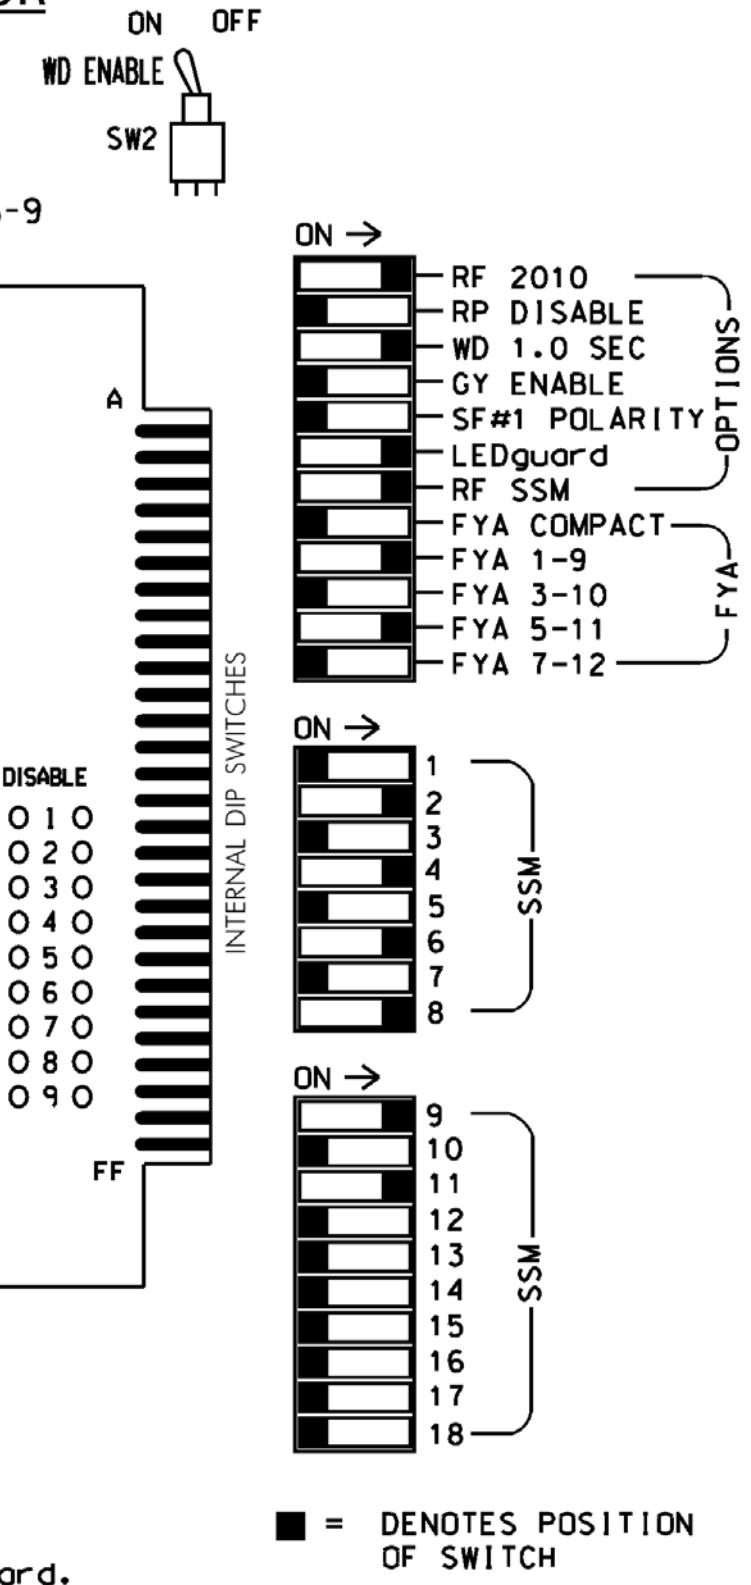 ON OFF
WD ENABLE
SW2
-9
ON →
RF 2010
RP DISABLE
WD 1.0 SEC
GY ENABLE
SF#1 POLARITY
LEDguard
RF SSM
OPTIONS
FYA COMPACT
FYA 1-9
FYA 3-10
FYA 5-11
FYA 7-12
FYA
A
FF
DISABLE
O 1 O
O 2 O
O 3 O
O 4 O
O 5 O
O 6 O
O 7 O
O 8 O
O 9 O
INTERNAL DIP SWITCHES
ON →
1
2
3
4
5
6
7
8
SSM
ON →
9
10
11
12
13
14
15
16
17
18
SSM
= DENOTES POSITION
OF SWITCH
ard.